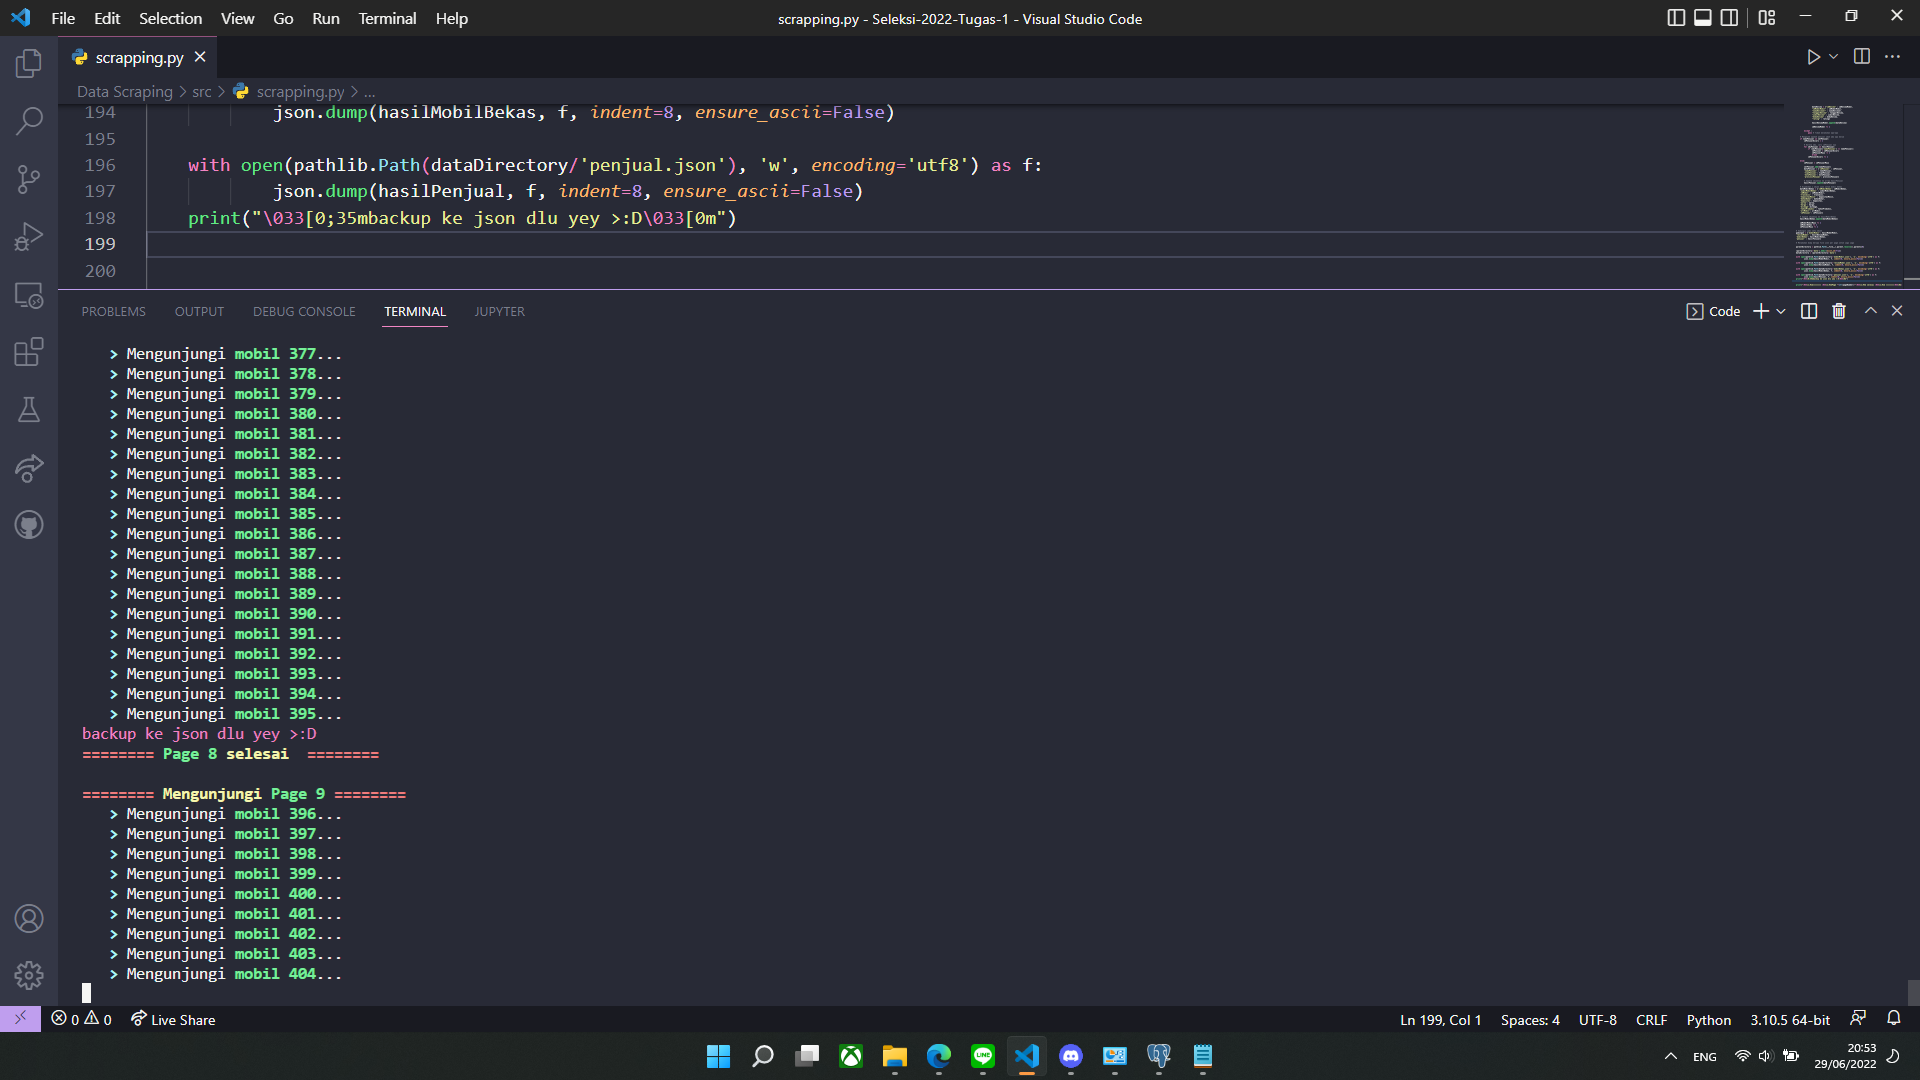 File Edit Selection View Go Run Terminal Help
scrapping.py - Seleksi-2022-Tugas-1 - Visual Studio Code
scrapping.py
Data Scraping > src > scrapping.py > ...
194 json.dump(hasilMobilBekas, f, indent=8, ensure_ascii=False)
195
196 with open(pathlib.Path(dataDirectory/'penjual.json'), 'w', encoding='utf8') as f:
197 json.dump(hasilPenjual, f, indent=8, ensure_ascii=False)
198 print("\033[0;35mbackup ke json dlu yey >:D\033[0m")
199
200
PROBLEMS OUTPUT DEBUG CONSOLE TERMINAL JUPYTER
Code
> Mengunjungi mobil 377...
> Mengunjungi mobil 378...
> Mengunjungi mobil 379...
> Mengunjungi mobil 380...
> Mengunjungi mobil 381...
> Mengunjungi mobil 382...
> Mengunjungi mobil 383...
> Mengunjungi mobil 384...
> Mengunjungi mobil 385...
> Mengunjungi mobil 386...
> Mengunjungi mobil 387...
> Mengunjungi mobil 388...
> Mengunjungi mobil 389...
> Mengunjungi mobil 390...
> Mengunjungi mobil 391...
> Mengunjungi mobil 392...
> Mengunjungi mobil 393...
> Mengunjungi mobil 394...
> Mengunjungi mobil 395...
backup ke json dlu yey >:D
======== Page 8 selesai ========
======== Mengunjungi Page 9 ========
> Mengunjungi mobil 396...
> Mengunjungi mobil 397...
> Mengunjungi mobil 398...
> Mengunjungi mobil 399...
> Mengunjungi mobil 400...
> Mengunjungi mobil 401...
> Mengunjungi mobil 402...
> Mengunjungi mobil 403...
> Mengunjungi mobil 404...
0 0 Live Share
Ln 199, Col 1 Spaces: 4 UTF-8 CRLF Python 3.10.5 64-bit
LINE
ENG
20:53
29/06/2022